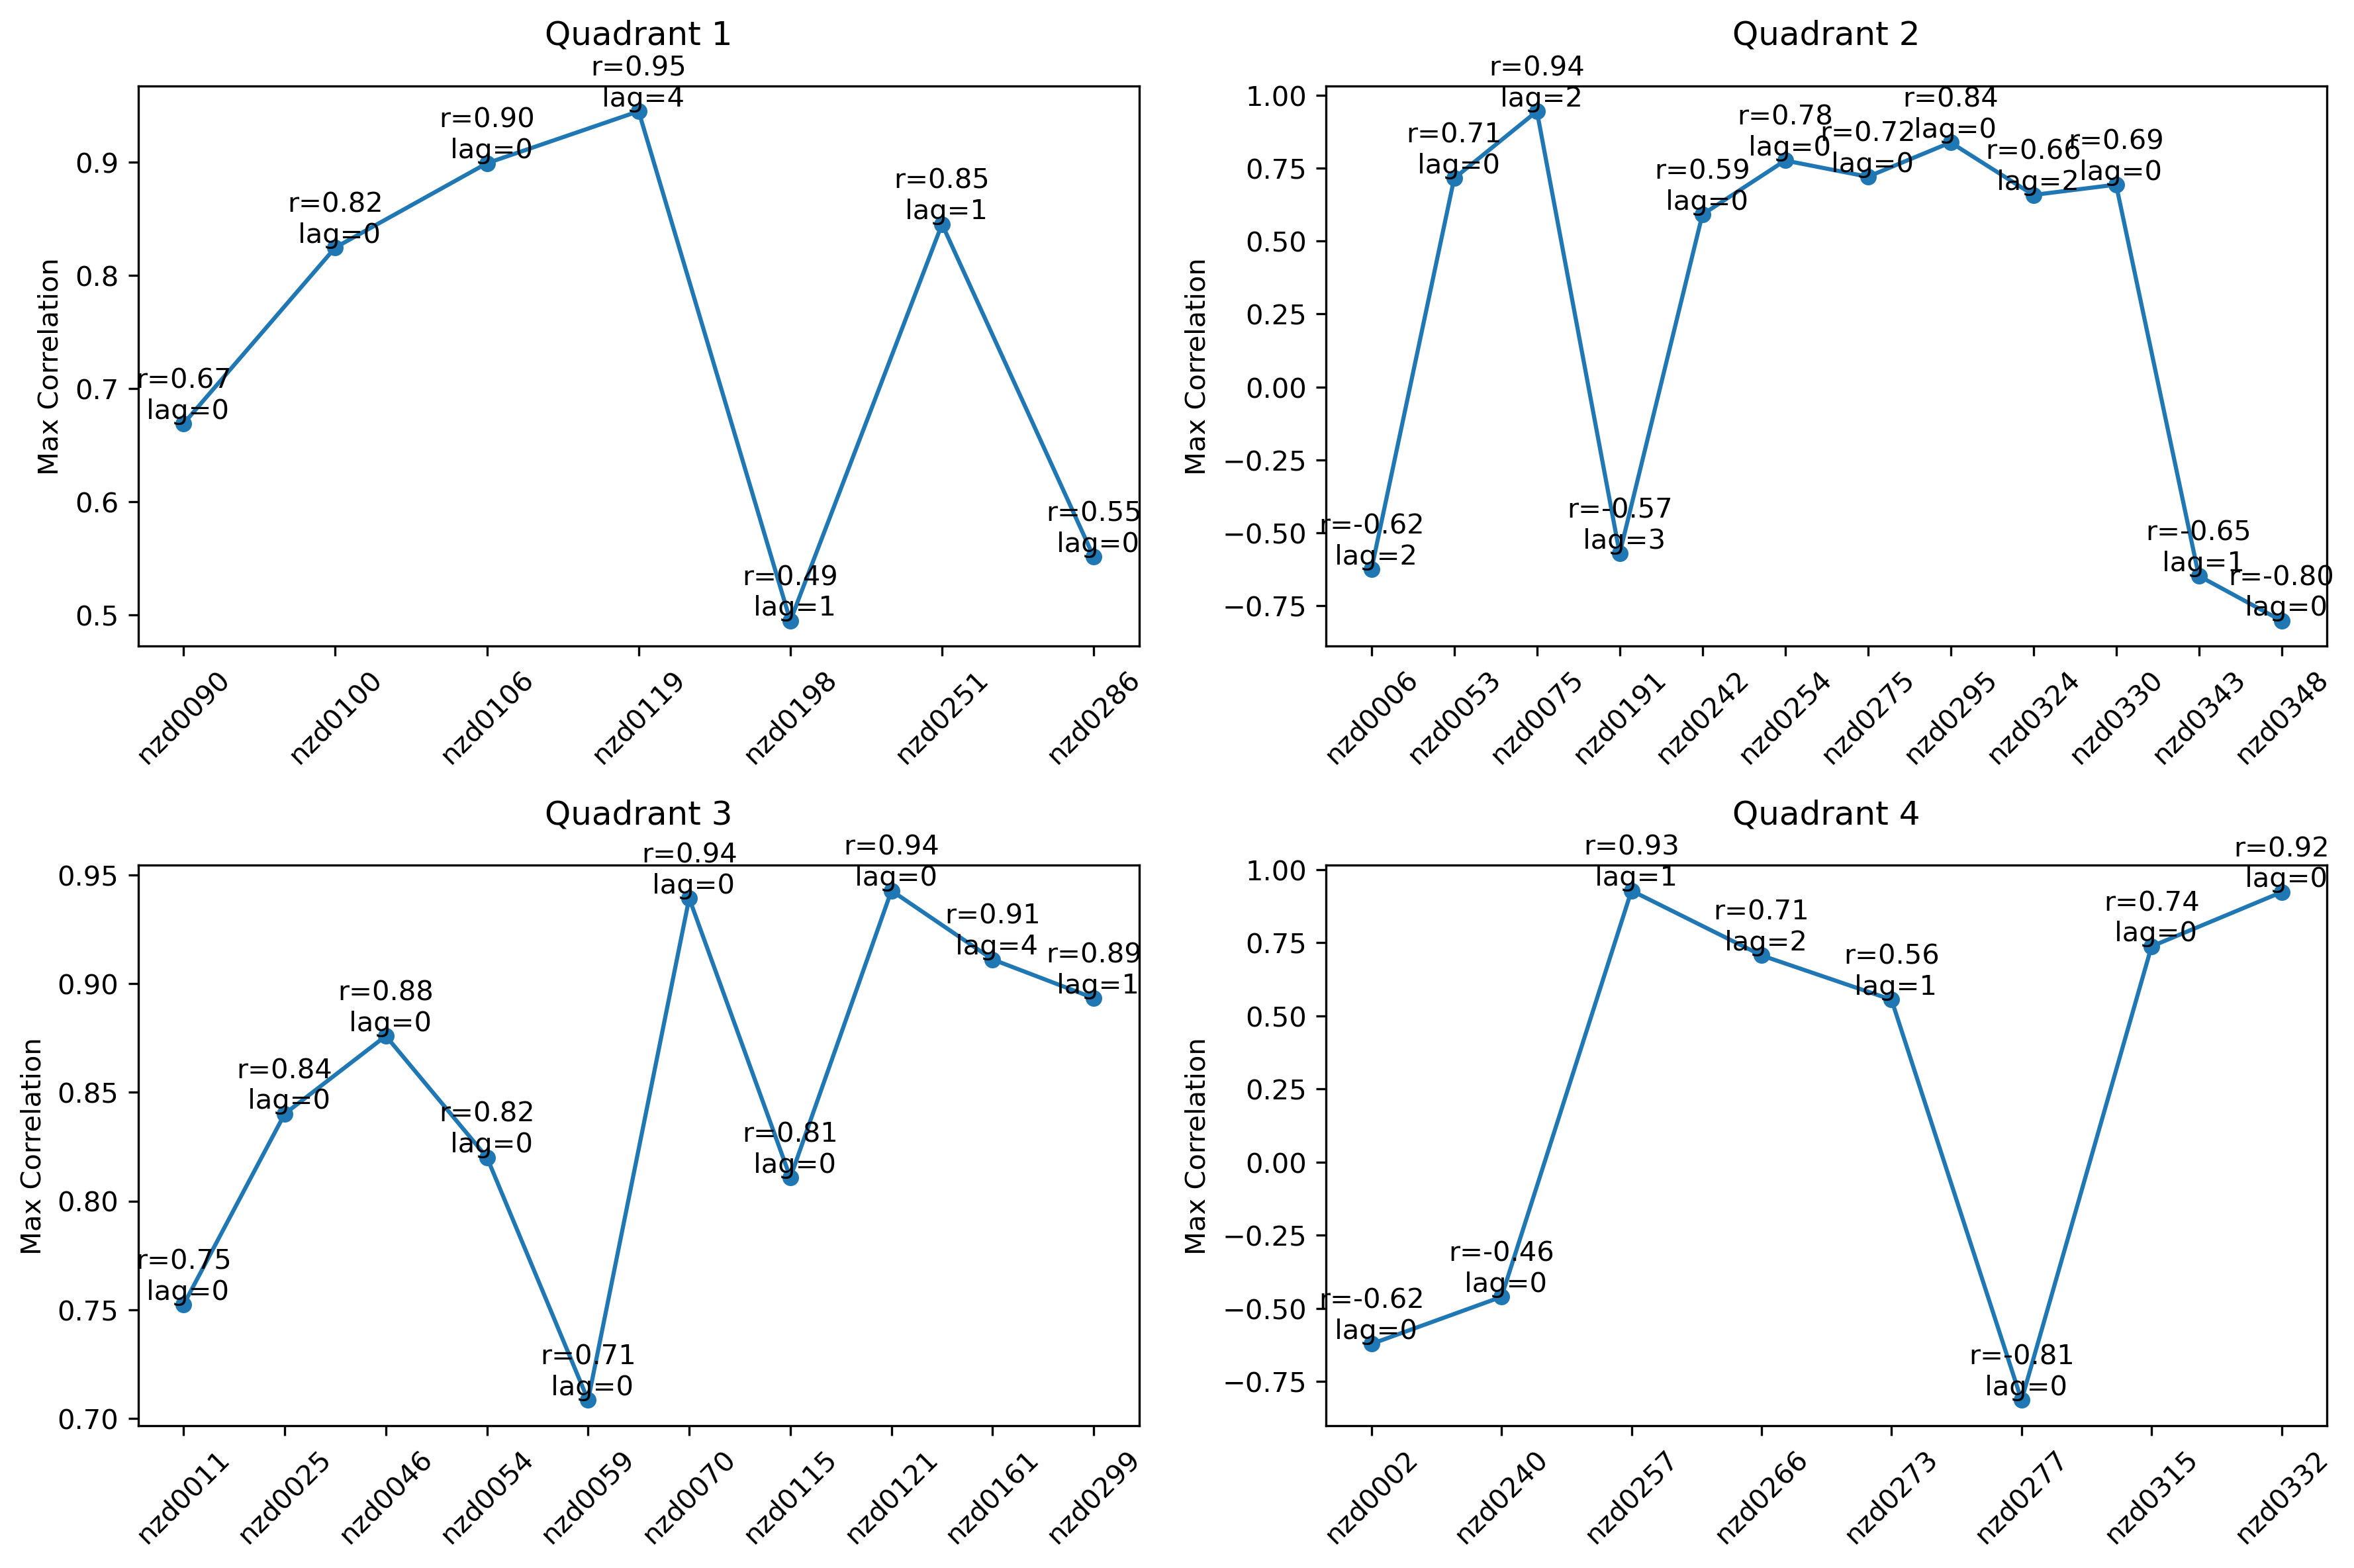 Quadrant 1
r=0.95
lag=4
r=0.90
lag=0
r=0.82
lag=0
r=0.85
lag=1
r=0.67
lag=0
r=0.55
lag=0
r=0.49
lag=1
0.9
0.8
0.7
0.6
0.5
Max Correlation
nzd0090
nzd0100
nzd0106
nzd0119
nzd0198
nzd0251
nzd0286
Quadrant 2
r=0.94
lag=2
r=0.71
lag=0
r=0.59
lag=0
r=0.78
lag=0
r=0.72
lag=0
r=0.84
lag=0
r=0.66
lag=2
r=0.69
lag=0
r=-0.62
lag=2
r=-0.57
lag=3
r=-0.65
lag=1
r=-0.80
lag=0
1.00
0.75
0.50
0.25
0.00
−0.25
−0.50
−0.75
Max Correlation
nzd0006
nzd0053
nzd0075
nzd0191
nzd0242
nzd0254
nzd0275
nzd0295
nzd0324
nzd0330
nzd0343
nzd0348
Quadrant 3
r=0.94
lag=0
r=0.94
lag=0
r=0.91
lag=4
r=0.89
lag=1
r=0.88
lag=0
r=0.84
lag=0
r=0.82
lag=0
r=0.81
lag=0
r=0.75
lag=0
r=0.71
lag=0
0.95
0.90
0.85
0.80
0.75
0.70
Max Correlation
nzd0011
nzd0025
nzd0046
nzd0054
nzd0059
nzd0070
nzd0115
nzd0121
nzd0161
nzd0299
Quadrant 4
r=0.93
lag=1
r=0.92
lag=0
r=0.71
lag=2
r=0.74
lag=0
r=0.56
lag=1
r=-0.46
lag=0
r=-0.62
lag=0
r=-0.81
lag=0
1.00
0.75
0.50
0.25
0.00
−0.25
−0.50
−0.75
Max Correlation
nzd0002
nzd0240
nzd0257
nzd0266
nzd0273
nzd0277
nzd0315
nzd0332